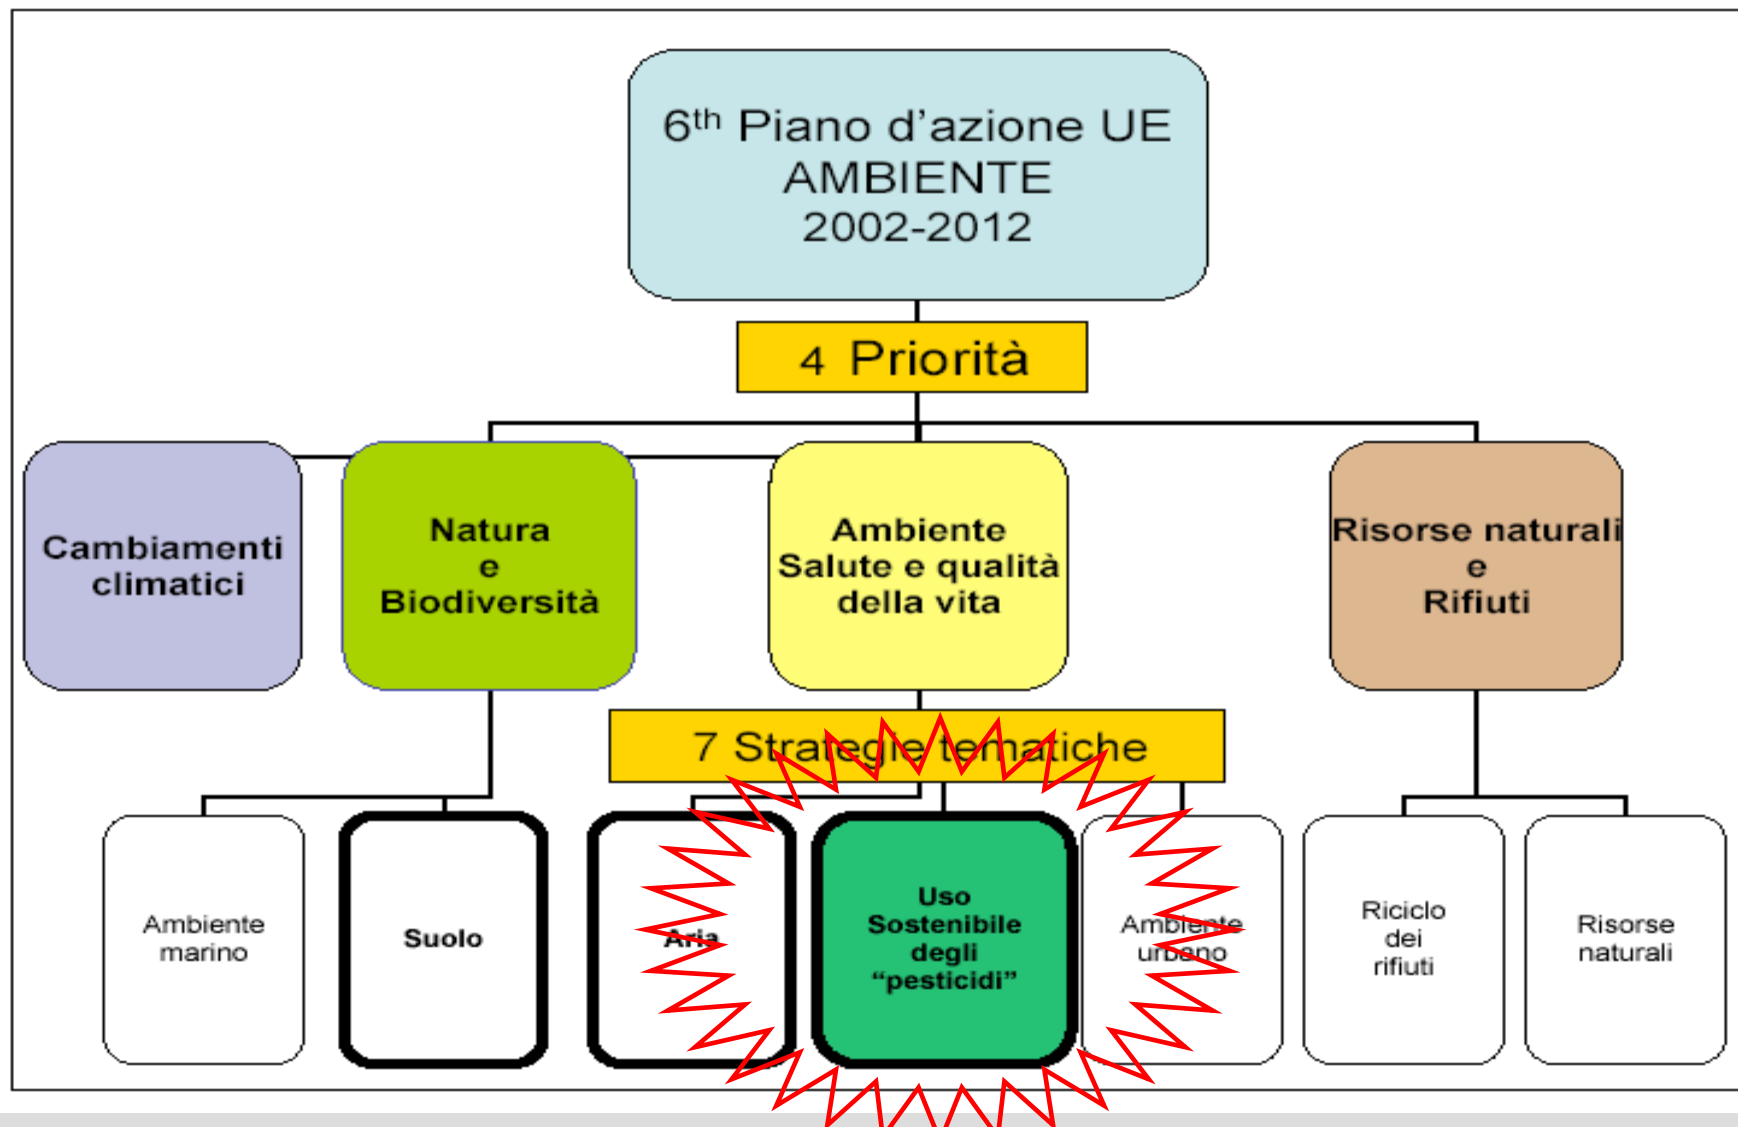 6th Piano d’azione UE
AMBIENTE
2002-2012
4 Priorità
Cambiamenti
climatici
Natura
e
Biodiversità
Ambiente
Salute e qualità
della vita
Risorse naturali
e
Rifiuti
7 Strategie tematiche
Ambiente
marino
Suolo
Aria
Uso
Sostenibile
degli
“pesticidi”
Ambiente
urbano
Riciclo
dei
rifiuti
Risorse
naturali